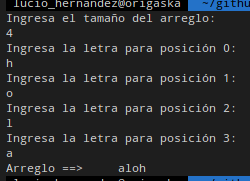 lucio_hernandez@origaska ~/githu
Ingresa el tamaño del arreglo:
4
Ingresa la letra para posición 0:
h
Ingresa la letra para posición 1:
o
Ingresa la letra para posición 2:
l
Ingresa la letra para posición 3:
a
Arreglo ==> aloh